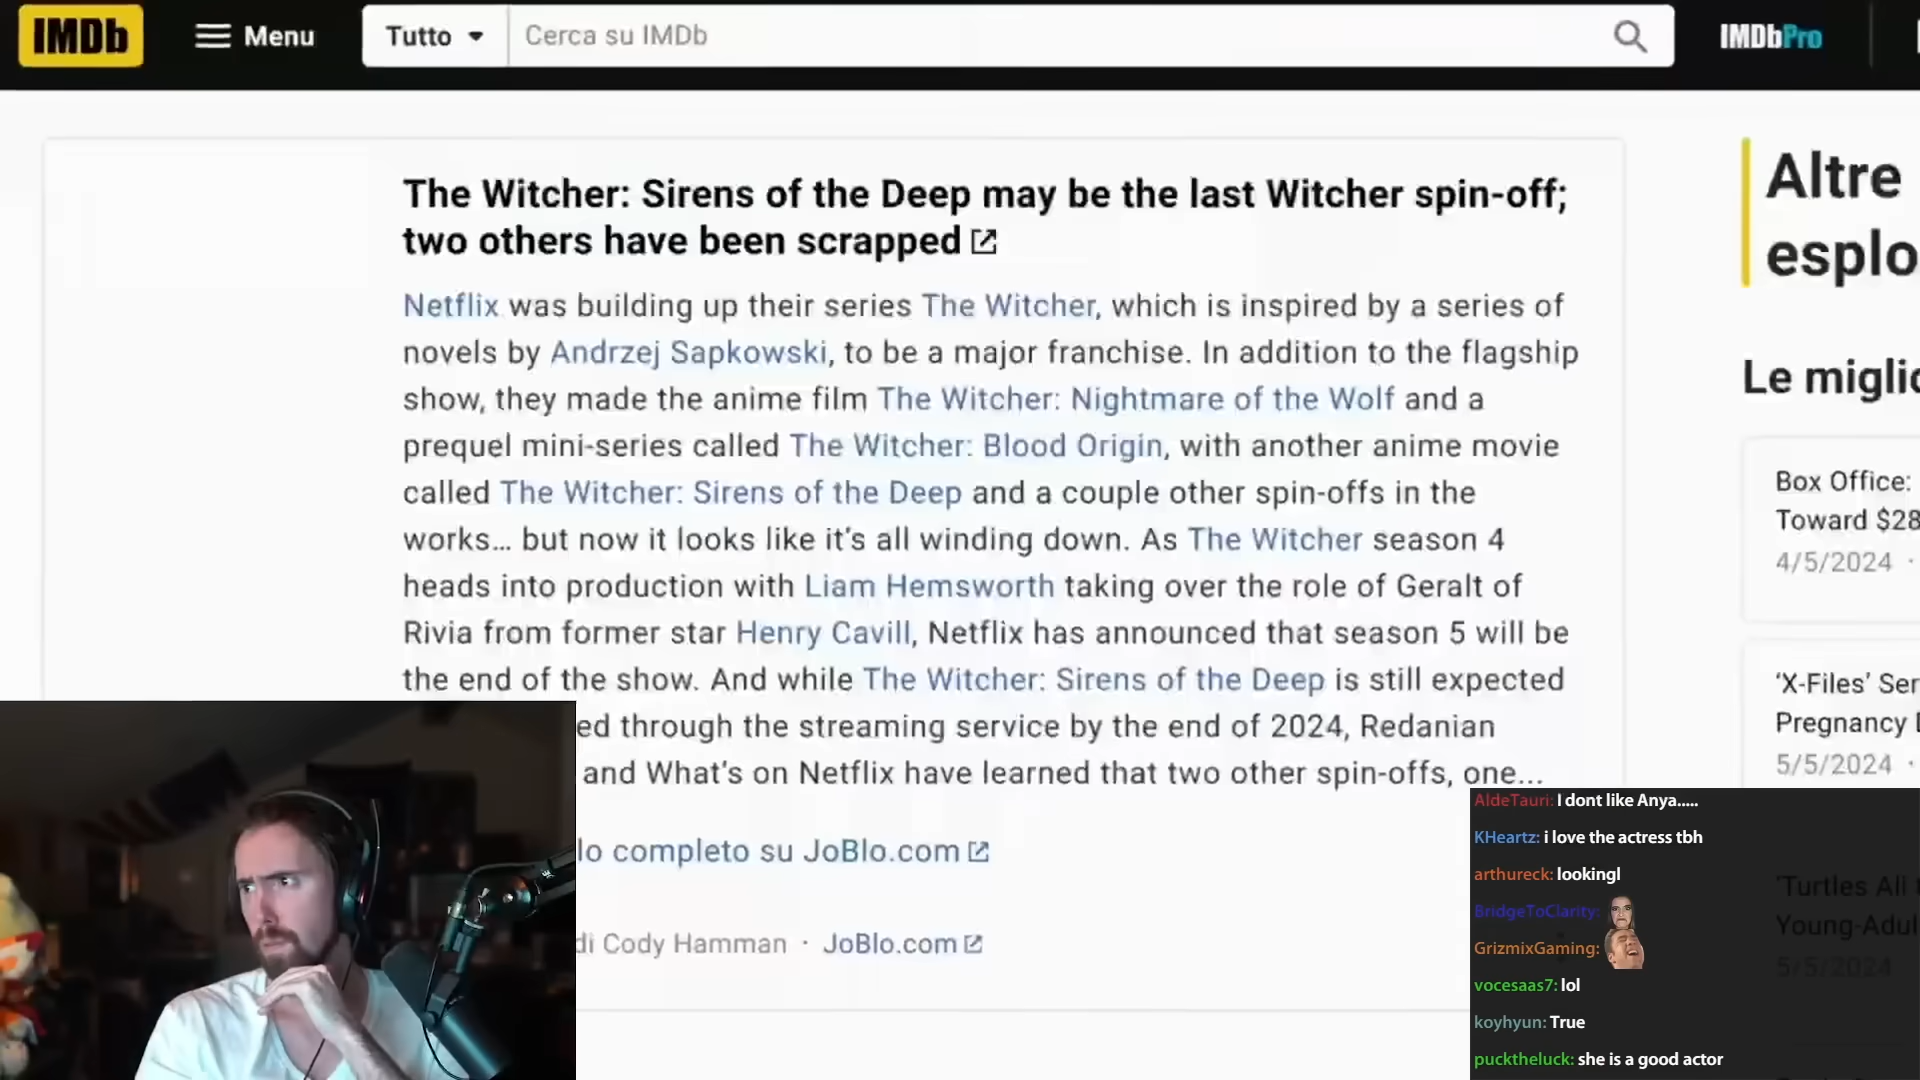 IMDb
Menu
Tutto
Cerca su IMDb
IMDbPro
The Witcher: Sirens of the Deep may be the last Witcher spin-off;
two others have been scrapped
Netflix was building up their series The Witcher, which is inspired by a series of
novels by Andrzej Sapkowski, to be a major franchise. In addition to the flagship
show, they made the anime film The Witcher: Nightmare of the Wolf and a
prequel mini-series called The Witcher: Blood Origin, with another anime movie
called The Witcher: Sirens of the Deep and a couple other spin-offs in the
works… but now it looks like it's all winding down. As The Witcher season 4
heads into production with Liam Hemsworth taking over the role of Geralt of
Rivia from former star Henry Cavill, Netflix has announced that season 5 will be
the end of the show. And while The Witcher: Sirens of the Deep is still expected
ed through the streaming service by the end of 2024, Redanian
and What's on Netflix have learned that two other spin-offs, one…
lo completo su JoBlo.com
di Cody Hamman · JoBlo.com
Altre
esplo
Le miglio
Box Office:
Toward $28
4/5/2024 ·
'X-Files' Ser
Pregnancy
5/5/2024 ·
'Turtles All
Young-Adul
5/5/2024
AldeTauri: I dont like Anya.....
KHeartz: i love the actress tbh
arthureck: lookingl
BridgeToClarity:
GrizmixGaming:
vocesaas7: lol
koyhyun: True
pucktheluck: she is a good actor